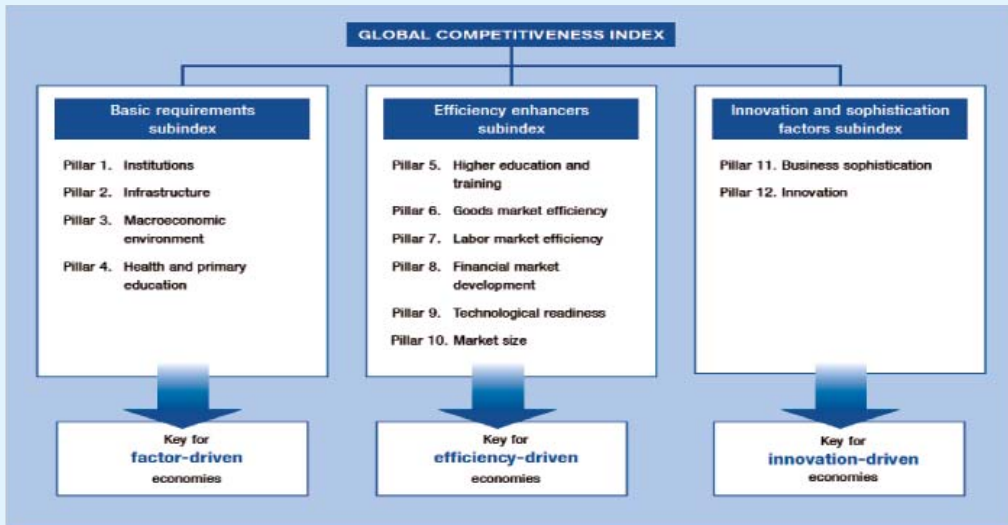 GLOBAL COMPETITIVENESS INDEX
Basic requirements
subindex
Pillar 1. Institutions
Pillar 2. Infrastructure
Pillar 3. Macroeconomic
environment
Pillar 4. Health and primary
education
Key for
factor-driven
economies
Efficiency enhancers
subindex
Pillar 5. Higher education and
training
Pillar 6. Goods market efficiency
Pillar 7. Labor market efficiency
Pillar 8. Financial market
development
Pillar 9. Technological readiness
Pillar 10. Market size
Key for
efficiency-driven
economies
Innovation and sophistication
factors subindex
Pillar 11. Business sophistication
Pillar 12. Innovation
Key for
innovation-driven
economies